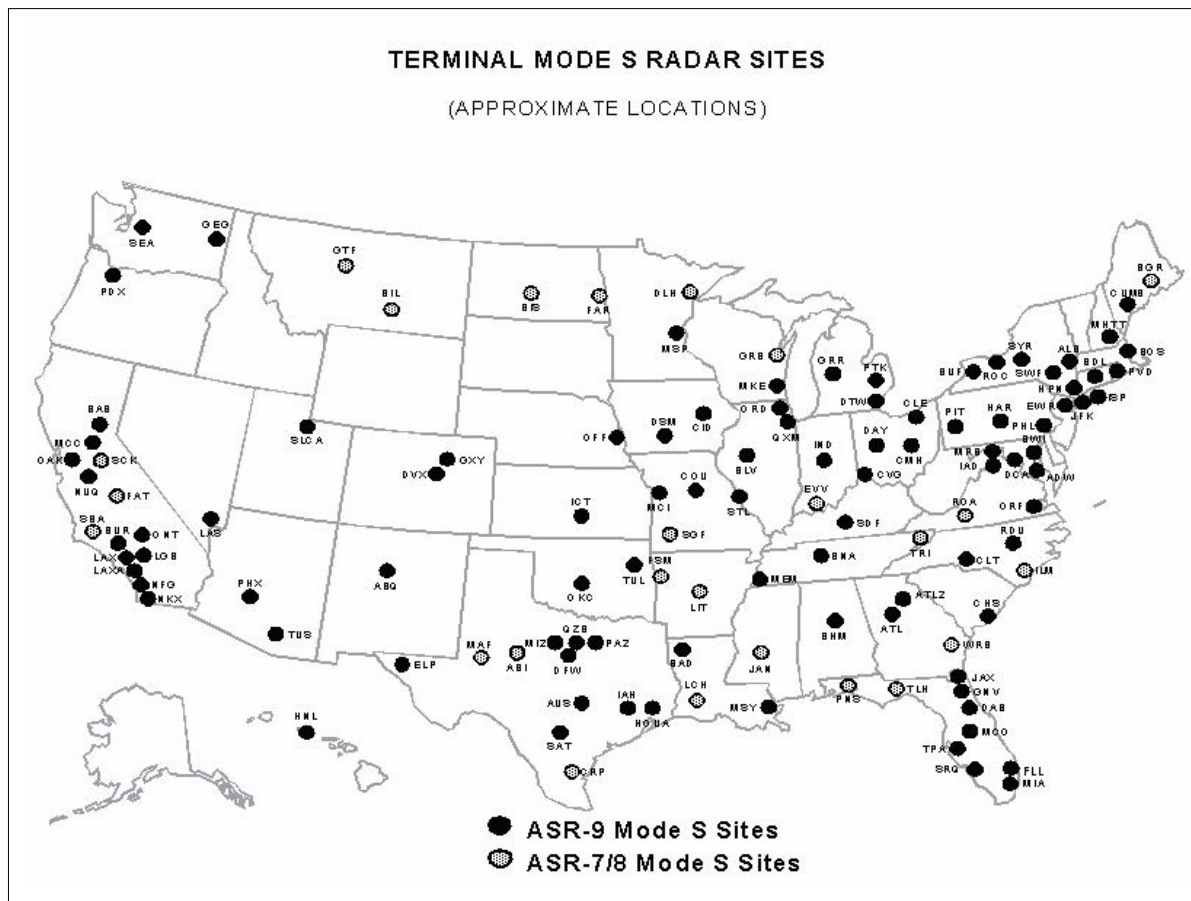 TERMINAL MODE S RADAR SITES
(APPROXIMATE LOCATIONS)
SEA
GEG
PDX
GTF
BIL
BIS
FAR
DLH
MSP
GRB
MKE
GRR
PTK
DTW
ORD
QXM
BUF
ROC
SYR
SWF
ALB
BDL
HPN
BGR
CUMB
MHTT
BOS
PVD
ISP
JFK
EWR
PHL
BWI
CLE
PIT
HAR
MRB
IAD
DCA
ADW
BAB
MCC
OAK
SCK
NUQ
FAT
SBA
BUR
ONT
LAX
LGB
LAXA
NFG
NKX
LAS
SLCA
DVX
GXY
OFF
DSM
CID
BLV
STL
IND
DAY
CMH
CVG
EVV
SDF
ROA
ORF
RDU
ICT
MCI
COU
SGF
FSM
TUL
OKC
LIT
MEM
BNA
TRI
CLT
ILM
PHX
TUS
ABQ
ELP
MAF
ABI
MIZ
QZB
PAZ
DFW
BAD
JAN
BHM
ATLZ
ATL
CHS
WRB
AUS
IAH
HOUA
SAT
CRP
LCH
MSY
PNS
TLH
JAX
GNV
DAB
MCO
TPA
SRQ
FLL
MIA
HNL
ASR-9 Mode S Sites
ASR-7/8 Mode S Sites